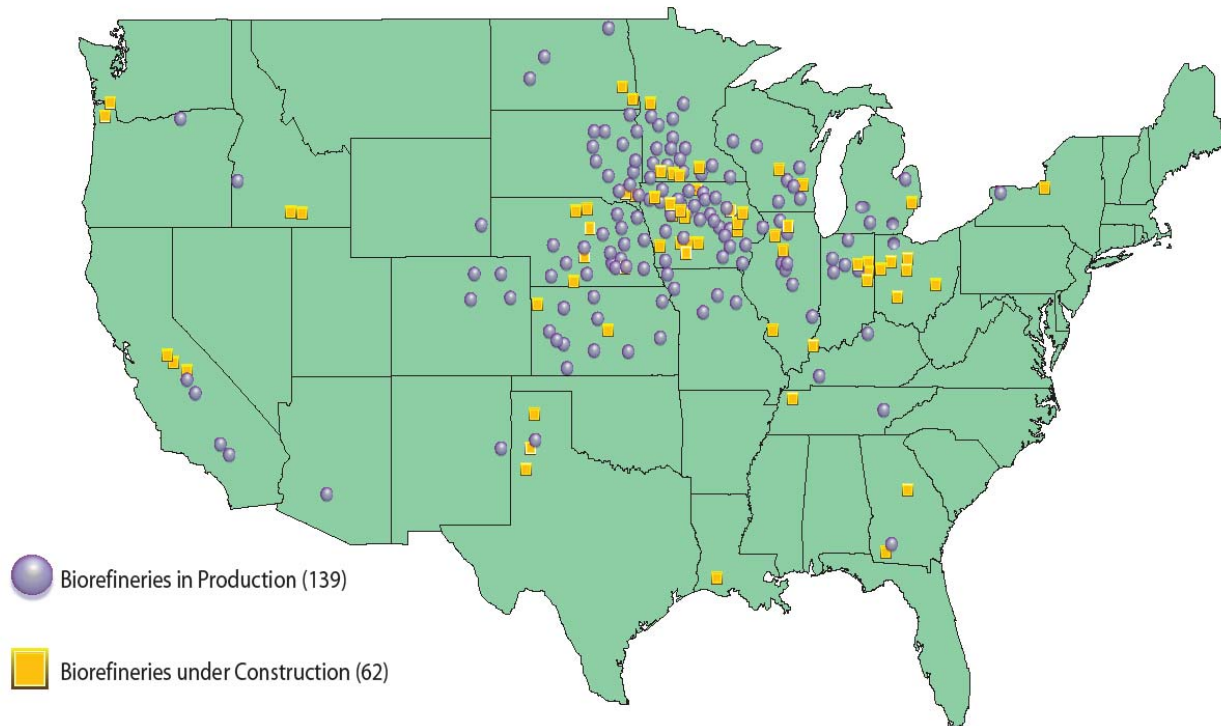 Biorefineries in Production (139)
Biorefineries under Construction (62)